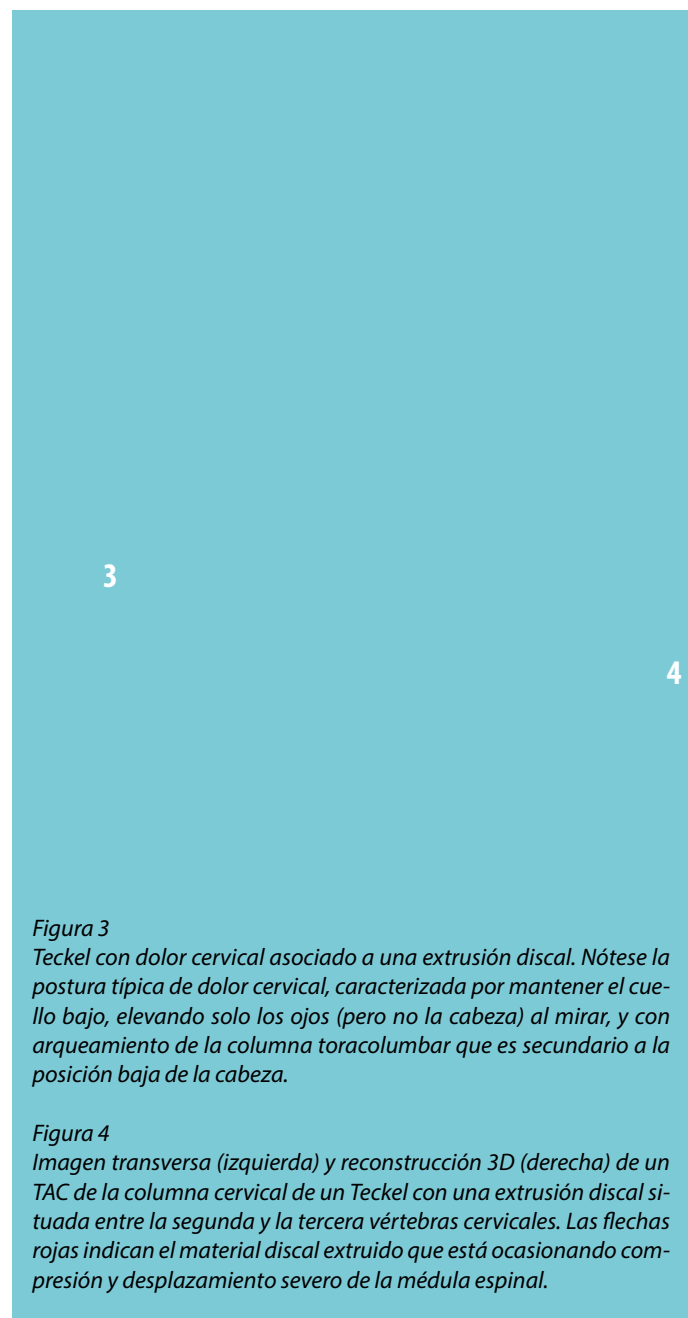 3
4
Figura 3
Teckel con dolor cervical asociado a una extrusión discal. Nótese la
postura típica de dolor cervical, caracterizada por mantener el cue-
llo bajo, elevando solo los ojos (pero no la cabeza) al mirar, y con
arqueamiento de la columna toracolumbar que es secundario a la
posición baja de la cabeza.
Figura 4
Imagen transversa (izquierda) y reconstrucción 3D (derecha) de un
TAC de la columna cervical de un Teckel con una extrusión discal si-
tuada entre la segunda y la tercera vértebras cervicales. Las flechas
rojas indican el material discal extruido que está ocasionando com-
presión y desplazamiento severo de la médula espinal.